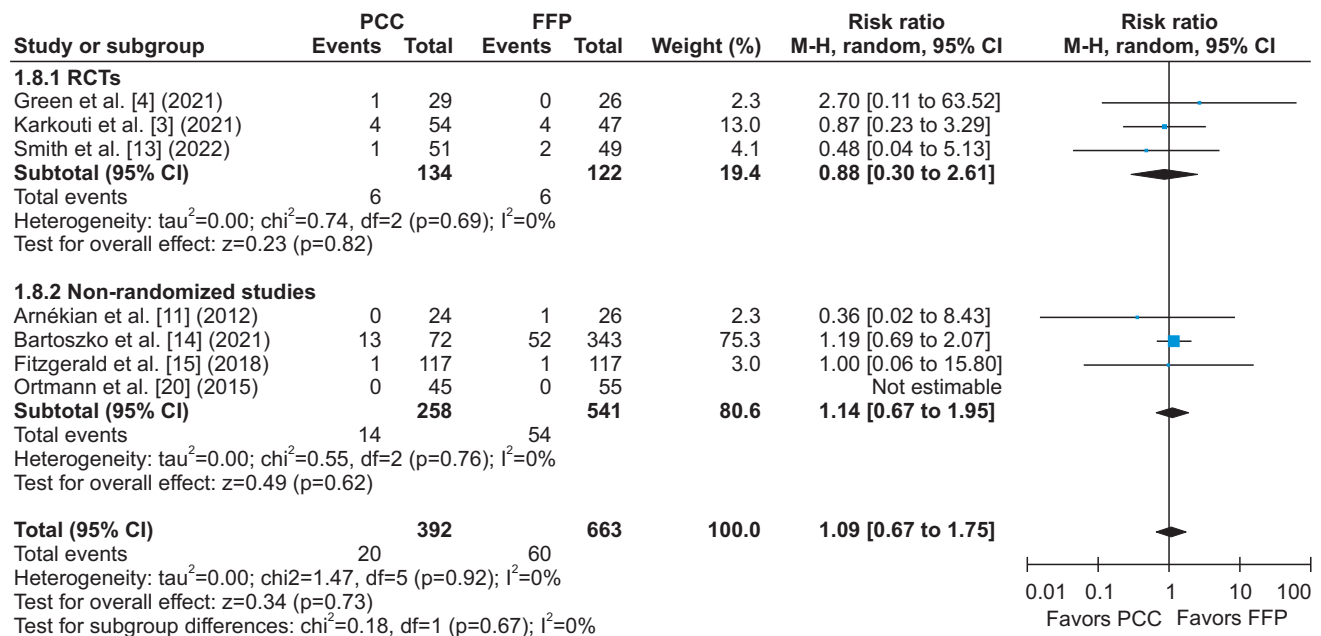 PCC FFP Risk ratio Risk ratio
Study or subgroup Events Total Events Total Weight (%) M-H, random, 95% CI M-H, random, 95% CI
1.8.1 RCTs
Green et al. [4] (2021) 1 29 0 26 2.3 2.70 [0.11 to 63.52]
Karkouti et al. [3] (2021) 4 54 4 47 13.0 0.87 [0.23 to 3.29]
Smith et al. [13] (2022) 1 51 2 49 4.1 0.48 [0.04 to 5.13]
Subtotal (95% CI) 134 122 19.4 0.88 [0.30 to 2.61]
Total events 6 6
Heterogeneity: tau²=0.00; chi²=0.74, df=2 (p=0.69); I²=0%
Test for overall effect: z=0.23 (p=0.82)
1.8.2 Non-randomized studies
Arnékian et al. [11] (2012) 0 24 1 26 2.3 0.36 [0.02 to 8.43]
Bartoszko et al. [14] (2021) 13 72 52 343 75.3 1.19 [0.69 to 2.07]
Fitzgerald et al. [15] (2018) 1 117 1 117 3.0 1.00 [0.06 to 15.80]
Ortmann et al. [20] (2015) 0 45 0 55 Not estimable
Subtotal (95% CI) 258 541 80.6 1.14 [0.67 to 1.95]
Total events 14 54
Heterogeneity: tau²=0.00; chi²=0.55, df=2 (p=0.76); I²=0%
Test for overall effect: z=0.49 (p=0.62)
Total (95% CI) 392 663 100.0 1.09 [0.67 to 1.75]
Total events 20 60
Heterogeneity: tau²=0.00; chi2=1.47, df=5 (p=0.92); I²=0%
Test for overall effect: z=0.34 (p=0.73)
Test for subgroup differences: chi²=0.18, df=1 (p=0.67); I²=0%
0.01 0.1 1 10 100
Favors PCC Favors FFP